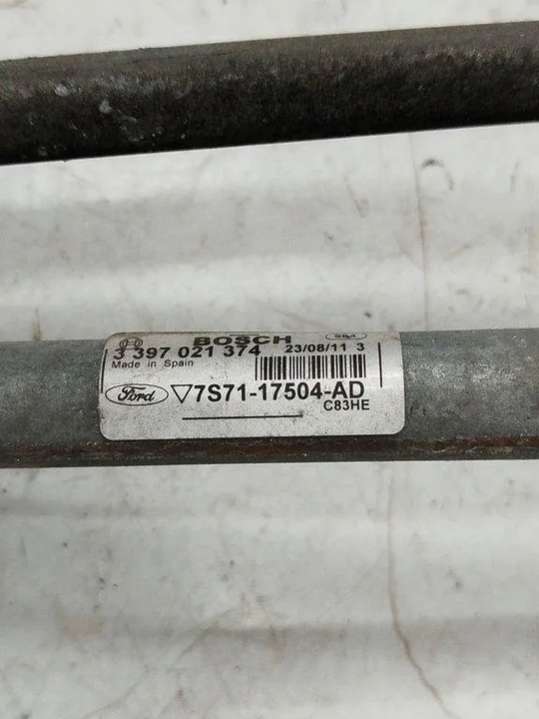 BOSCH
3 397 021 374 23/08/11 3
Made in Spain
Ford ▽7S71-17504-AD
C83HE